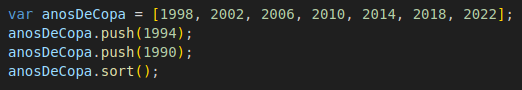 var anosDeCopa = [1998, 2002, 2006, 2010, 2014, 2018, 2022];
anosDeCopa.push(1994);
anosDeCopa.push(1990);
anosDeCopa.sort();